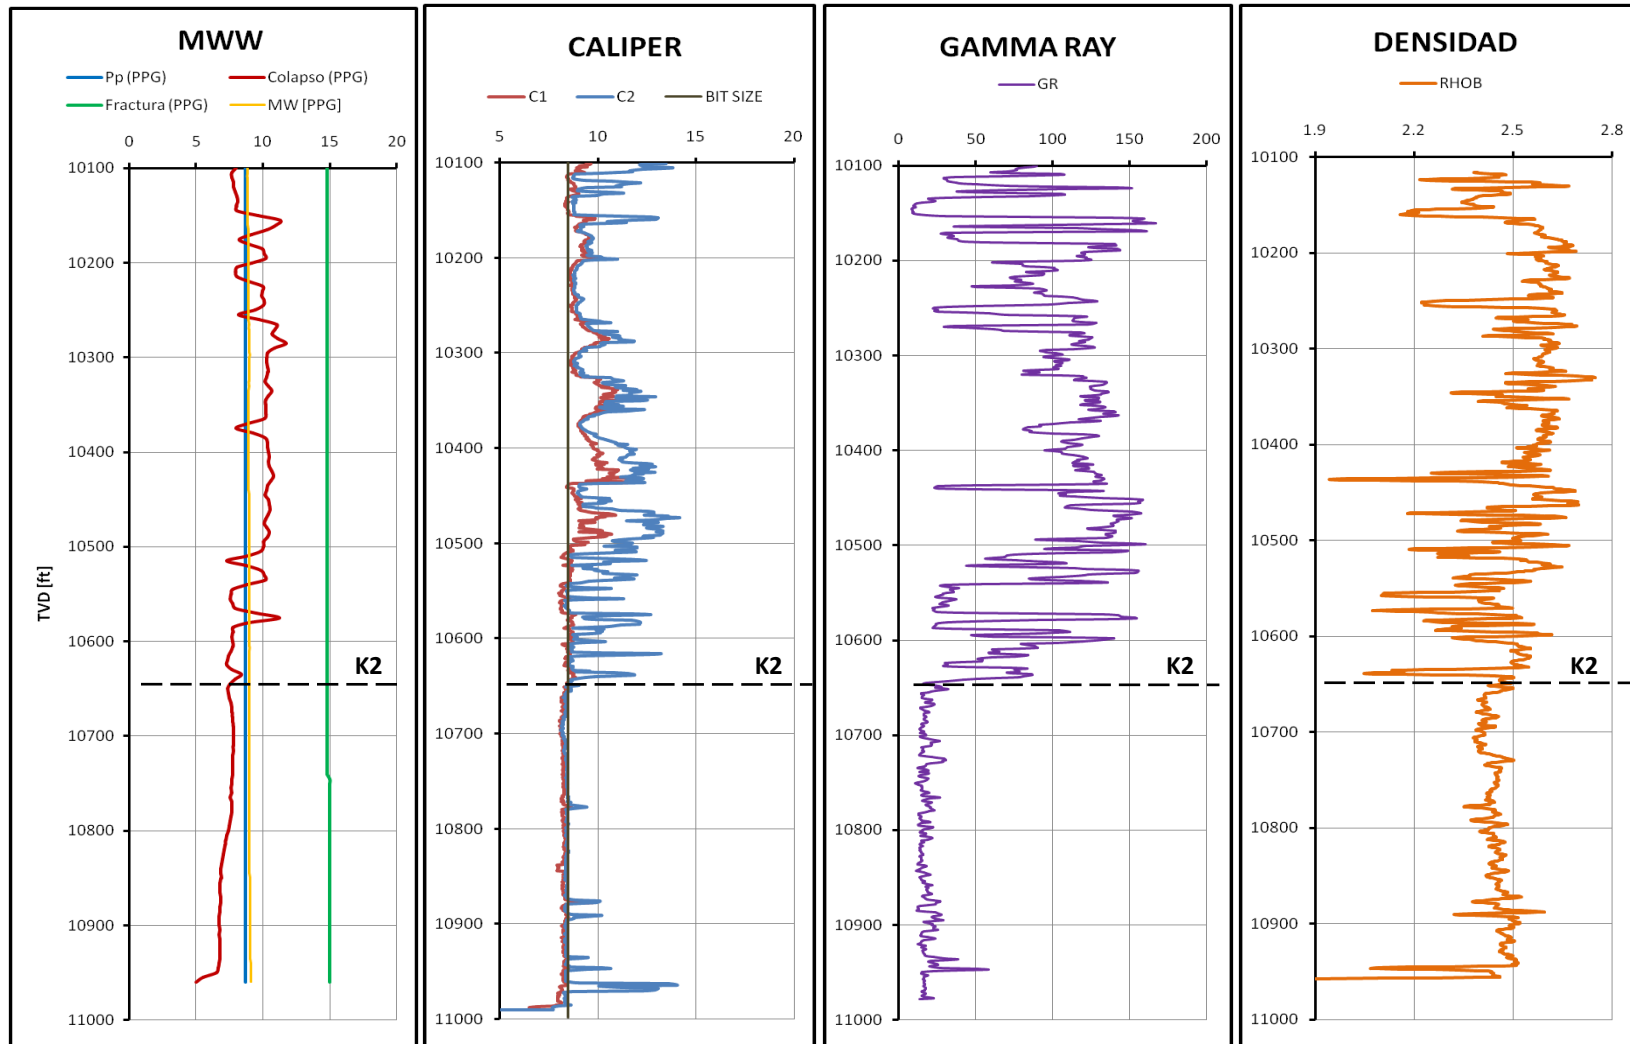 MWW
Pp (PPG) Colapso (PPG)
Fractura (PPG) MW [PPG]
0 5 10 15 20
TVD [ft]
10100
10200
10300
10400
10500
10600
10700
10800
10900
11000
K2
CALIPER
C1 C2 BIT SIZE
5 10 15 20
10100
10200
10300
10400
10500
10600
10700
10800
10900
11000
K2
GAMMA RAY
GR
0 50 100 150 200
10100
10200
10300
10400
10500
10600
10700
10800
10900
11000
K2
DENSIDAD
RHOB
1.9 2.2 2.5 2.8
10100
10200
10300
10400
10500
10600
10700
10800
10900
11000
K2